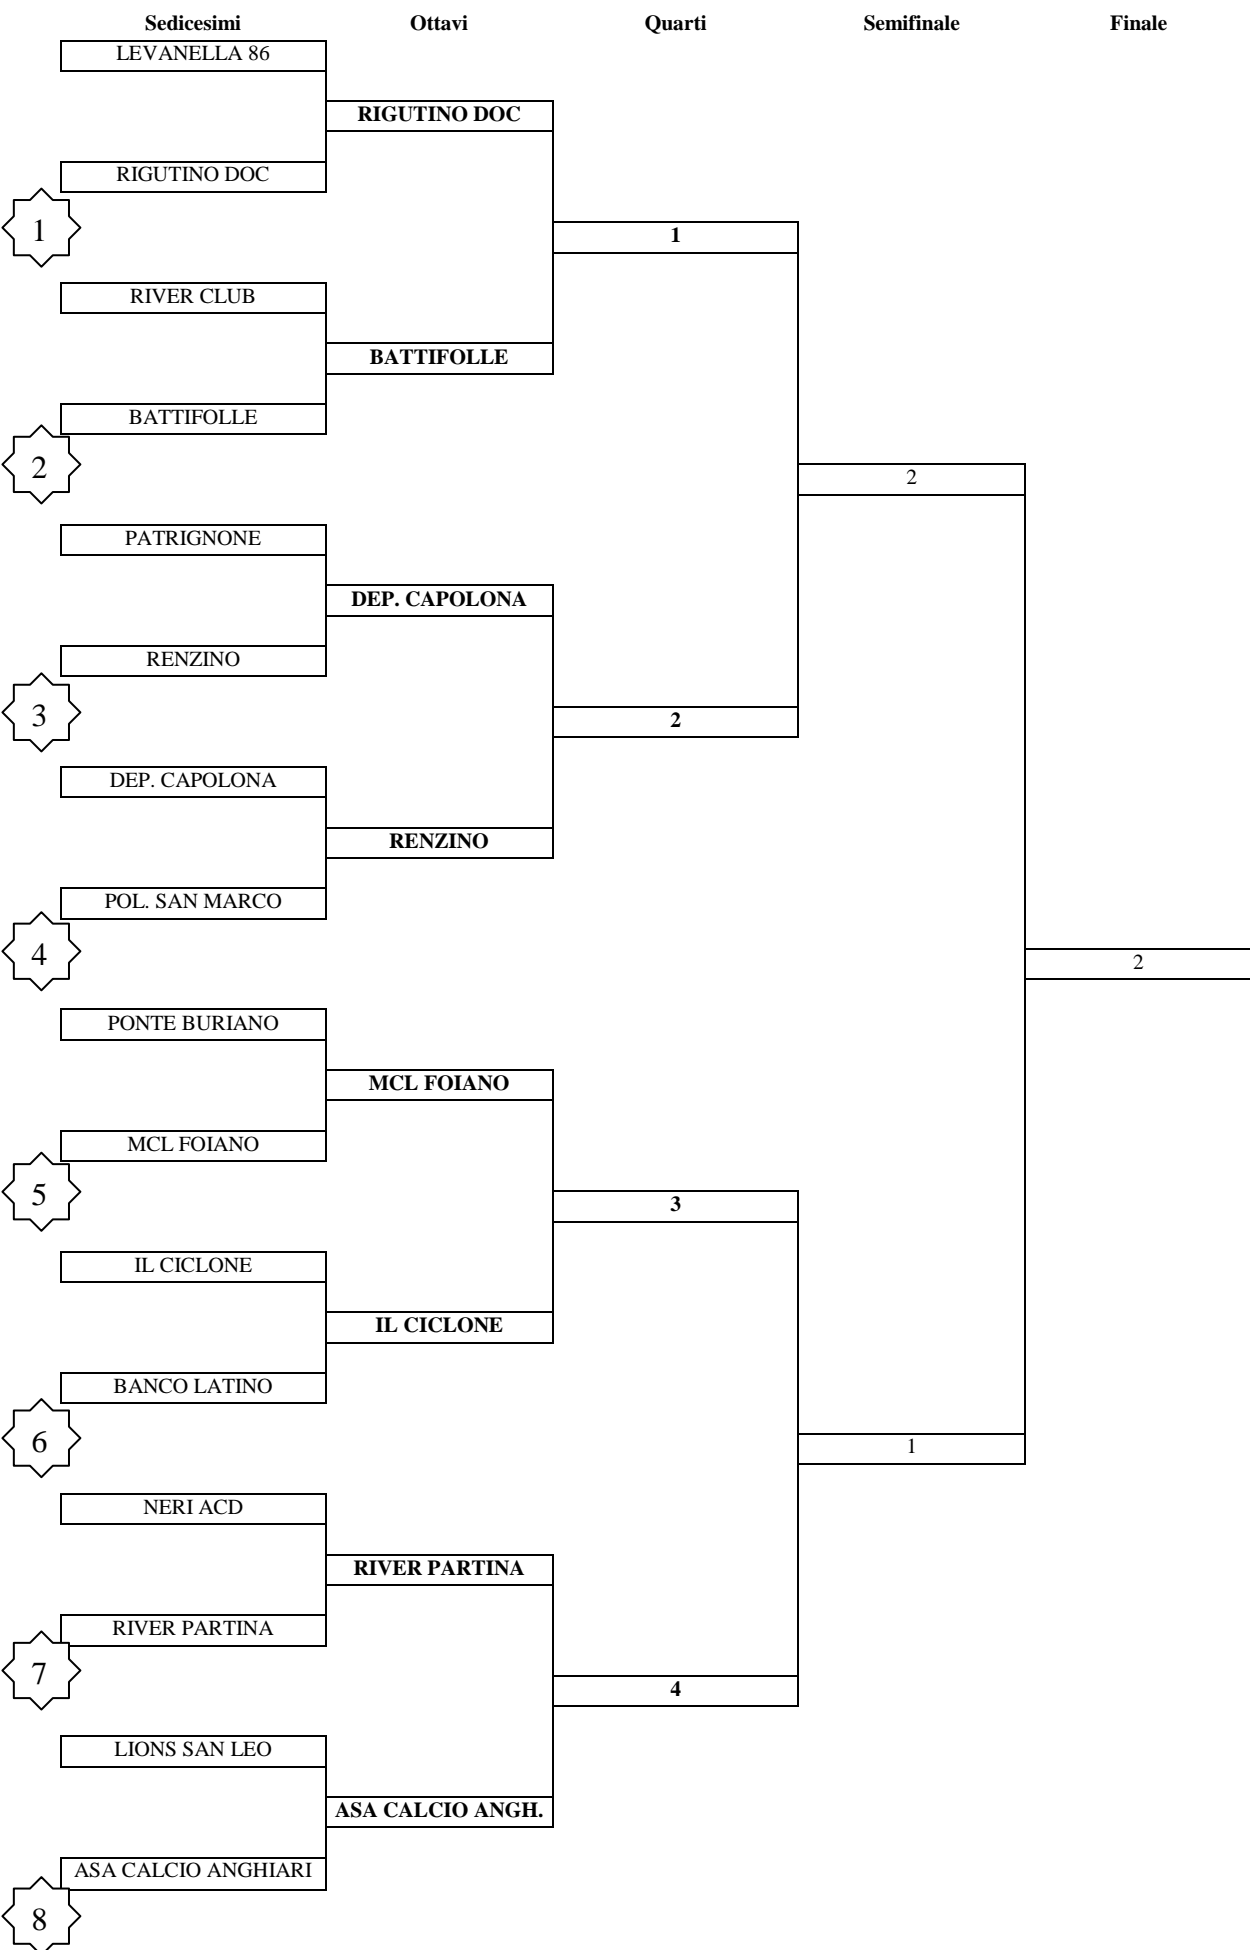 Sedicesimi Ottavi Quarti Semifinale Finale
LEVANELLA 86
RIGUTINO DOC
RIGUTINO DOC
1
1
RIVER CLUB
BATTIFOLLE
BATTIFOLLE
2
2
PATRIGNONE
DEP. CAPOLONA
RENZINO
3
2
DEP. CAPOLONA
RENZINO
POL. SAN MARCO
4
2
PONTE BURIANO
MCL FOIANO
MCL FOIANO
5
3
IL CICLONE
IL CICLONE
BANCO LATINO
6
1
NERI ACD
RIVER PARTINA
RIVER PARTINA
7
4
LIONS SAN LEO
ASA CALCIO ANGH.
ASA CALCIO ANGHIARI
8